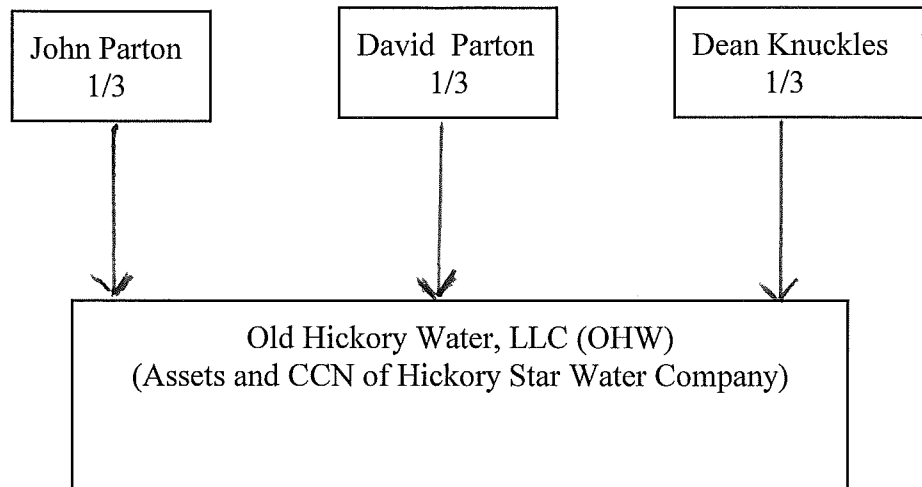 John Parton
1/3
David Parton
1/3
Dean Knuckles
1/3
Old Hickory Water, LLC (OHW)
(Assets and CCN of Hickory Star Water Company)